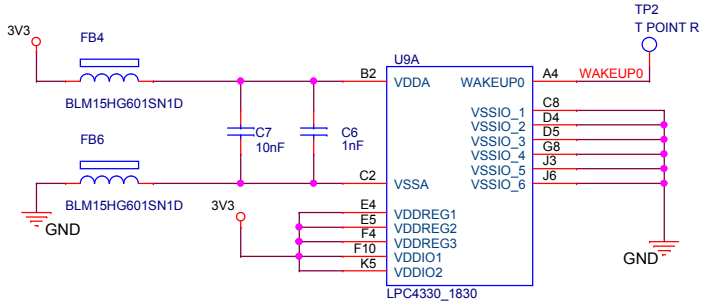 TP2
T POINT R
3V3
FB4
U9A
B2
VDDA
WAKEUP0
A4
WAKEUP0
BLM15HG601SN1D
C7
10nF
C6
1nF
VSSIO_1
C8
VSSIO_2
D4
VSSIO_3
D5
VSSIO_4
G8
VSSIO_5
J3
VSSIO_6
J6
FB6
C2
VSSA
BLM15HG601SN1D
3V3
GND
E4
VDDREG1
E5
VDDREG2
F4
VDDREG3
F10
VDDIO1
K5
VDDIO2
GND
LPC4330_1830